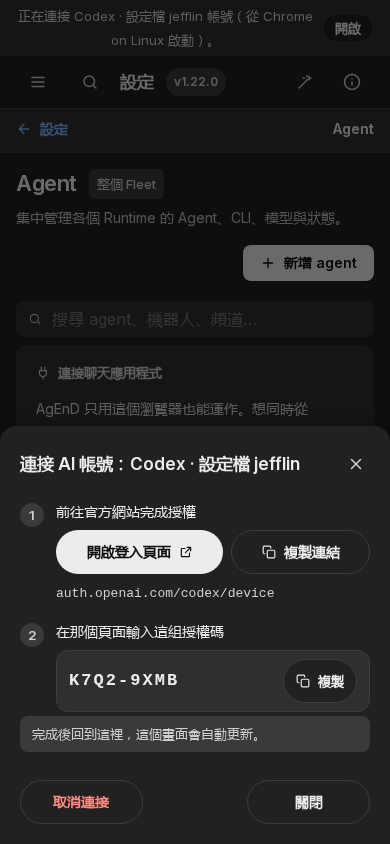 正在連接 Codex · 設定檔 jefflin 帳號（從 Chrome
on Linux 啟動）。
開啟
設定
v1.22.0
設定
Agent
Agent
整個 Fleet
集中管理各個 Runtime 的 Agent、CLI、模型與狀態。
新增 agent
搜尋 agent、機器人、頻道…
連接聊天應用程式
AgEnD 只用這個瀏覽器也能運作。想同時從
連接 AI 帳號：Codex · 設定檔 jefflin
1
前往官方網站完成授權
開啟登入頁面
複製連結
auth.openai.com/codex/device
2
在那個頁面輸入這組授權碼
K7Q2-9XMB
複製
完成後回到這裡，這個畫面會自動更新。
取消連接
關閉